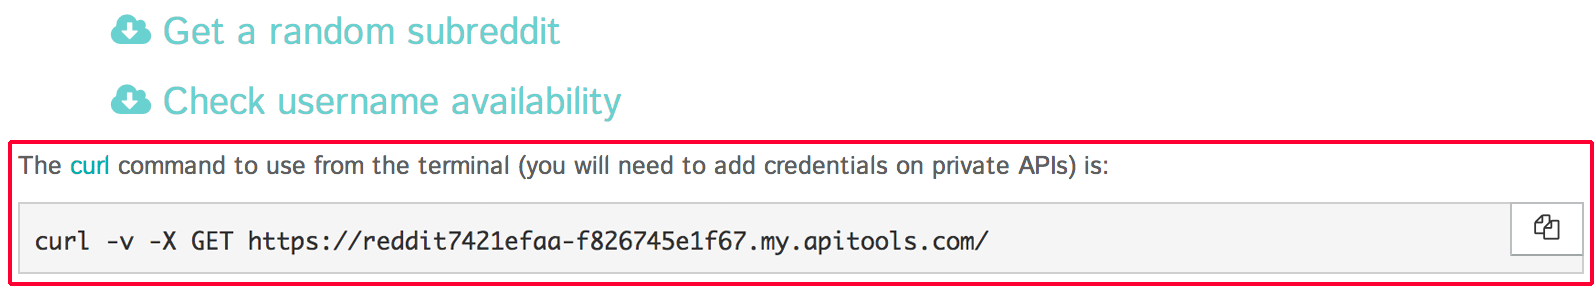 Get a random subreddit
Check username availability
The curl command to use from the terminal (you will need to add credentials on private APIs) is:
curl -v -X GET https://reddit7421efaa-f826745e1f67.my.apitools.com/